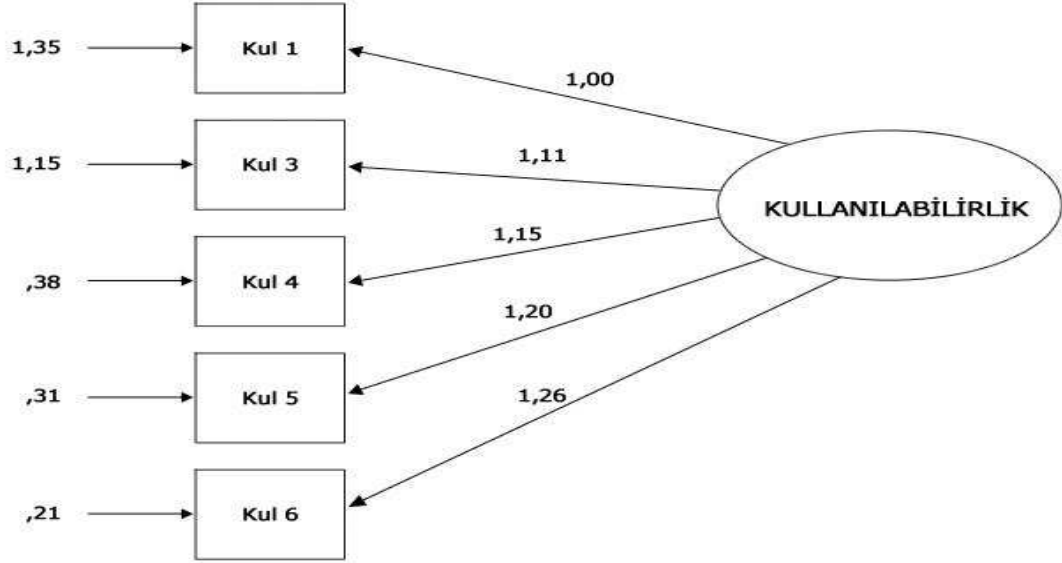 1,35
Kul 1
1,00
1,15
Kul 3
1,11
KULLANILABİLİRLİK
,38
Kul 4
1,15
,31
Kul 5
1,20
,21
Kul 6
1,26